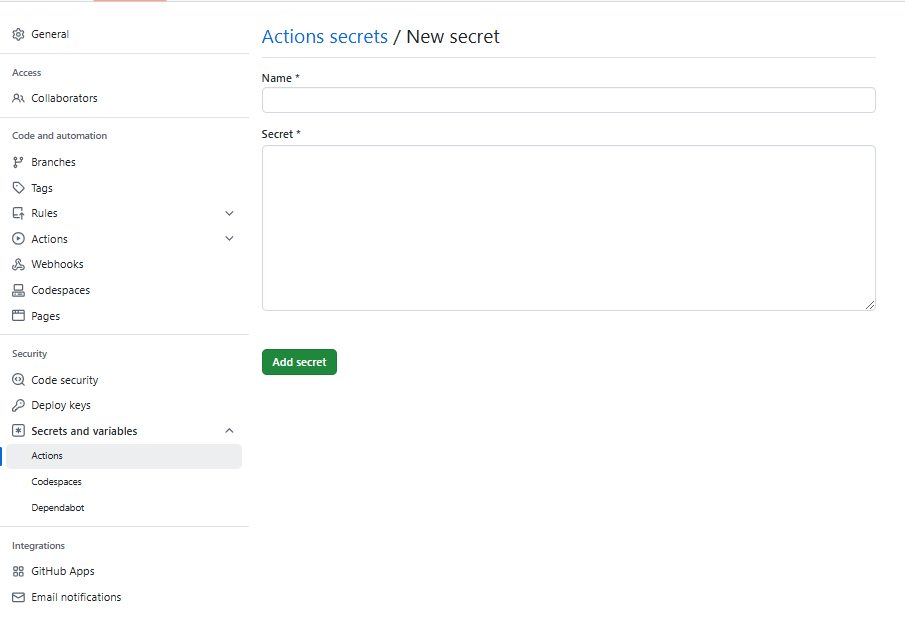 General
Access
Collaborators
Code and automation
Branches
Tags
Rules
Actions
Webhooks
Codespaces
Pages
Security
Code security
Deploy keys
Secrets and variables
Actions
Codespaces
Dependabot
Integrations
GitHub Apps
Email notifications
Actions secrets / New secret
Name *
Secret *
Add secret